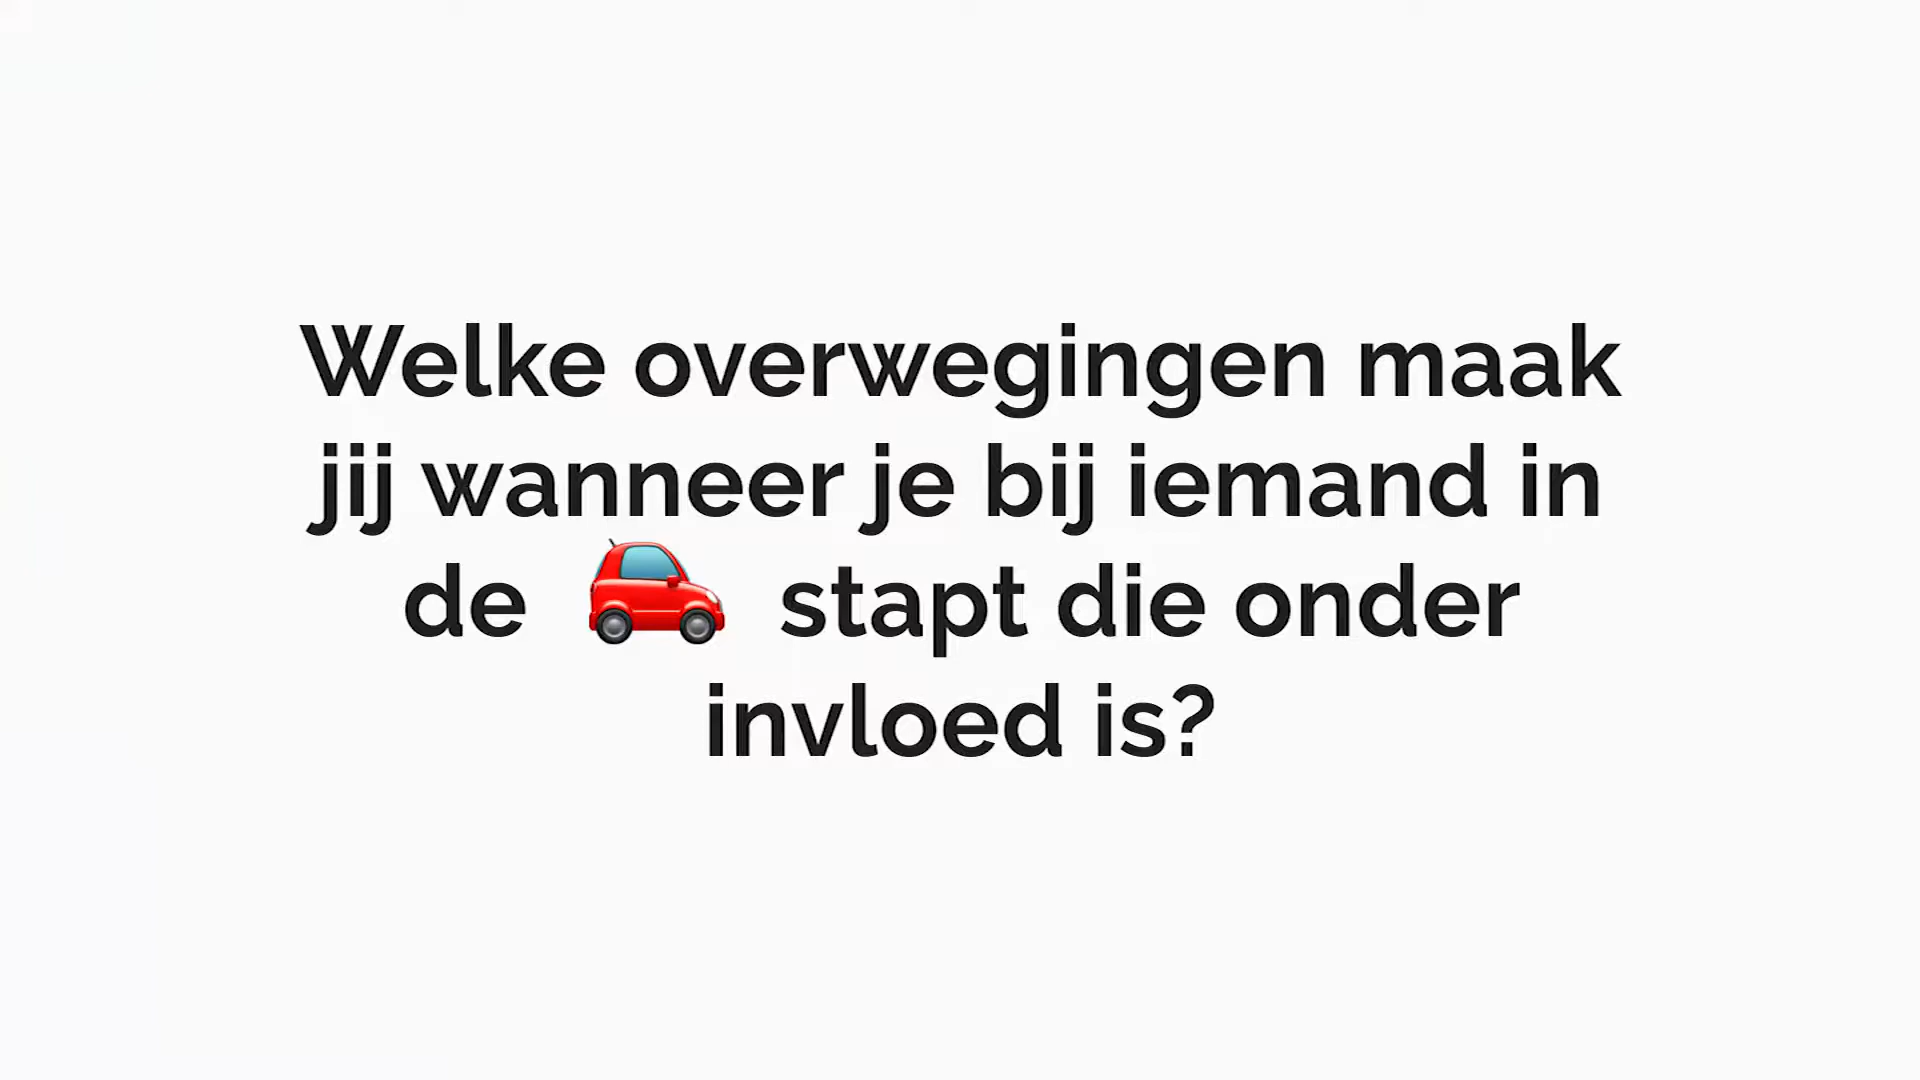 Welke overwegingen maak
jij wanneer je bij iemand in
de 🚗 stapt die onder
invloed is?